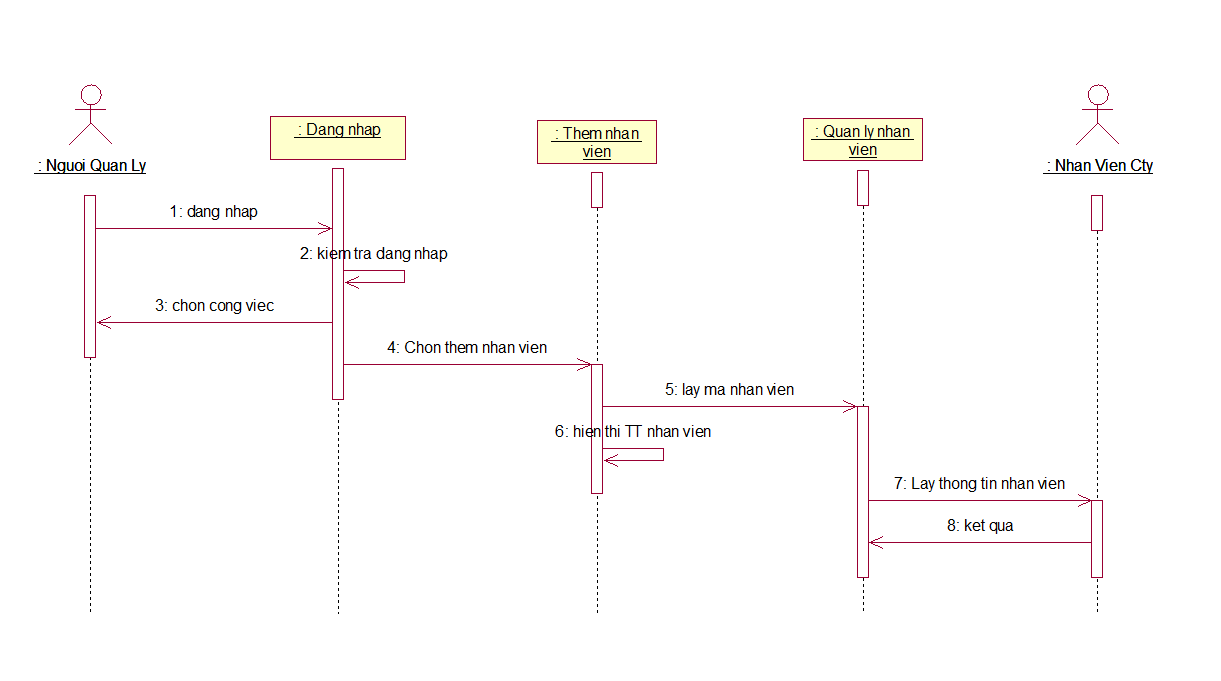 : Dang nhap
: Them nhan
vien
: Quan ly nhan
vien
: Nguoi Quan Ly
: Nhan Vien Cty
1: dang nhap
2: kiem tra dang nhap
3: chon cong viec
4: Chon them nhan vien
5: lay ma nhan vien
6: hien thi TT nhan vien
7: Lay thong tin nhan vien
8: ket qua